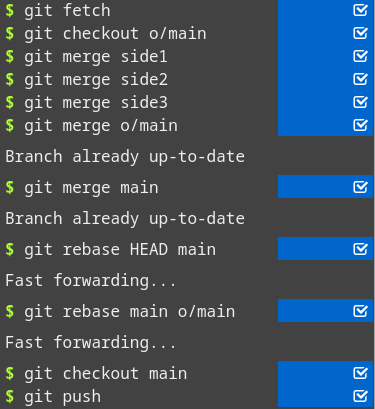 $ git fetch
$ git checkout o/main
$ git merge side1
$ git merge side2
$ git merge side3
$ git merge o/main
Branch already up-to-date
$ git merge main
Branch already up-to-date
$ git rebase HEAD main
Fast forwarding...
$ git rebase main o/main
Fast forwarding...
$ git checkout main
$ git push